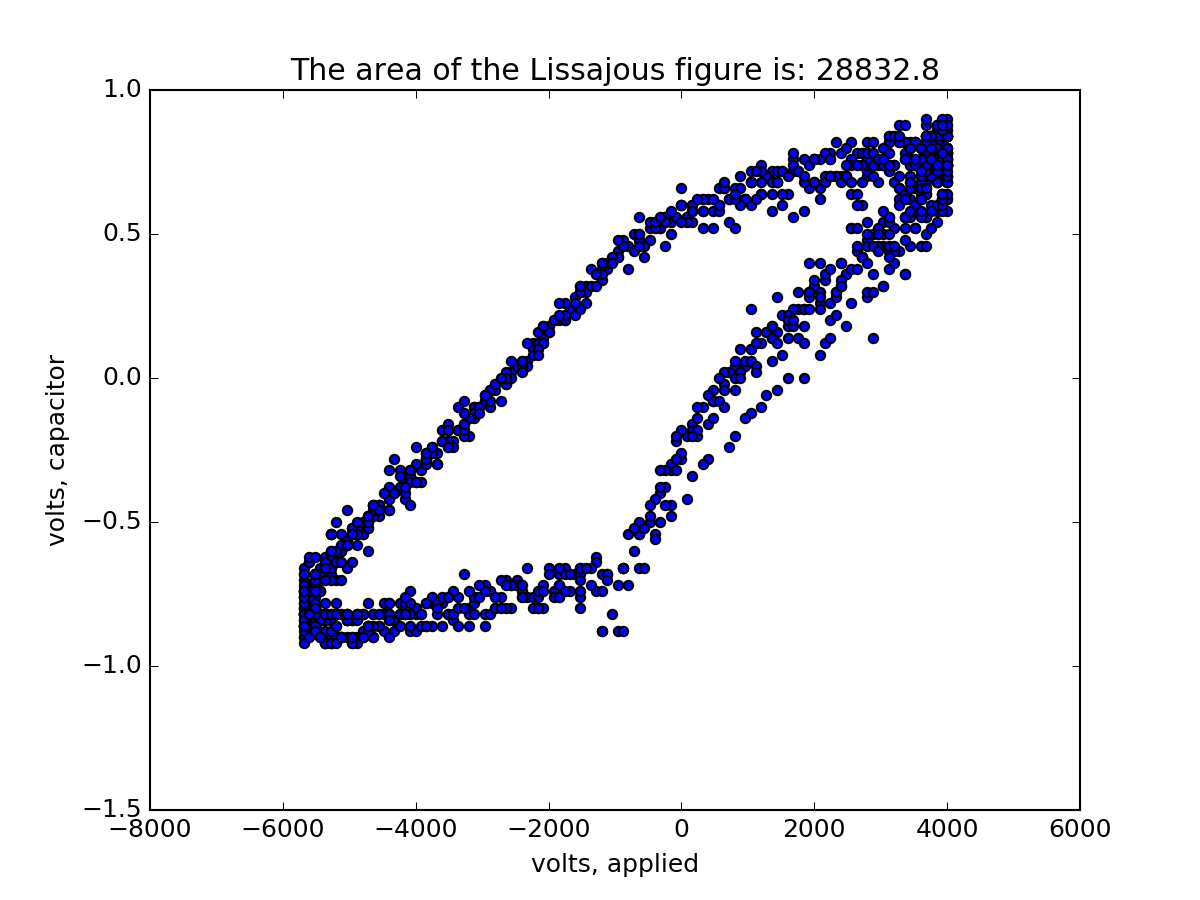 The area of the Lissajous figure is: 28832.8
1.0
0.5
0.0
−0.5
−1.0
−1.5
volts, capacitor
−8000 −6000 −4000 −2000 0 2000 4000 6000
volts, applied